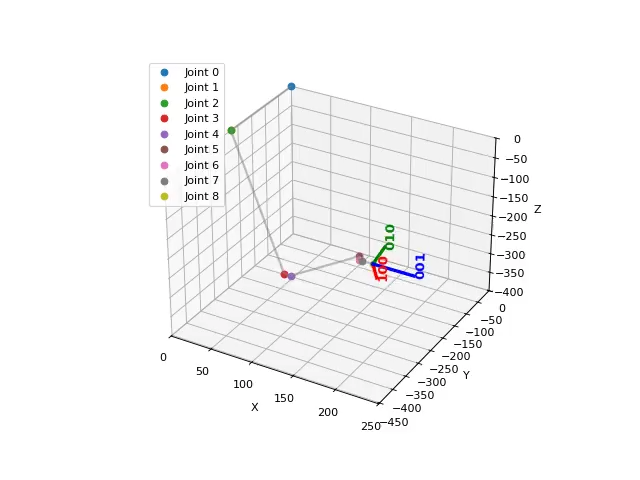 Joint 0
Joint 1
Joint 2
Joint 3
Joint 4
Joint 5
Joint 6
Joint 7
Joint 8
0
−50
−100
−150
−200
−250
−300
−350
−400
Z
010
100
001
0
−50
−100
−150
−200
−250
−300
−350
−400
−450
Y
0
50
100
150
200
250
X